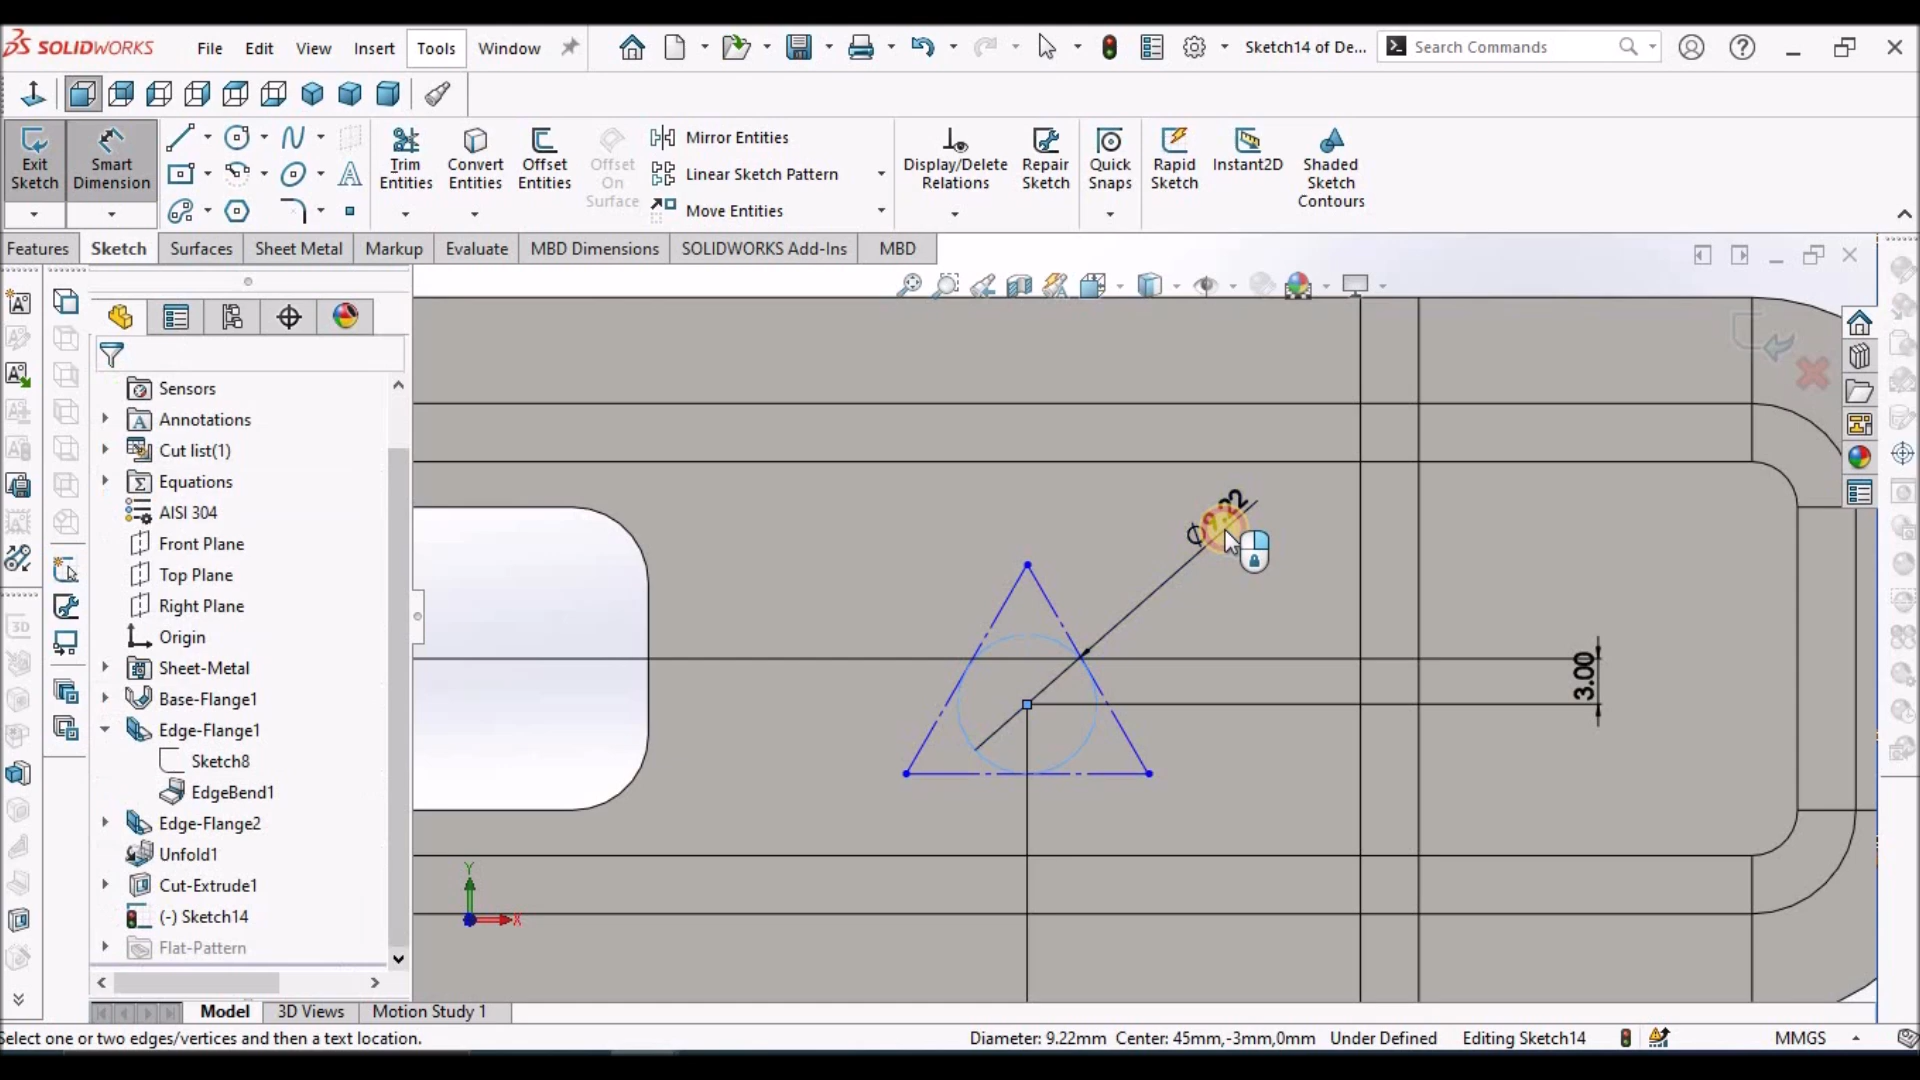 SOLIDWORKS
File Edit View Insert Tools Window
Sketch14 of De...
Search Commands
Exit Sketch
Smart Dimension
Trim Entities
Convert Entities
Offset Entities
Offset On Surface
Mirror Entities
Linear Sketch Pattern
Move Entities
Display/Delete Relations
Repair Sketch
Quick Snaps
Rapid Sketch
Instant2D
Shaded Sketch Contours
Features Sketch Surfaces Sheet Metal Markup Evaluate MBD Dimensions SOLIDWORKS Add-Ins MBD
Sensors
Annotations
Cut list(1)
Equations
AISI 304
Front Plane
Top Plane
Right Plane
Origin
Sheet-Metal
Base-Flange1
Edge-Flange1
Sketch8
EdgeBend1
Edge-Flange2
Unfold1
Cut-Extrude1
(-) Sketch14
Flat-Pattern
ϕ9.22
3.00
Y
X
Model 3D Views Motion Study 1
Select one or two edges/vertices and then a text location.
Diameter: 9.22mm Center: 45mm,-3mm,0mm Under Defined Editing Sketch14 MMGS